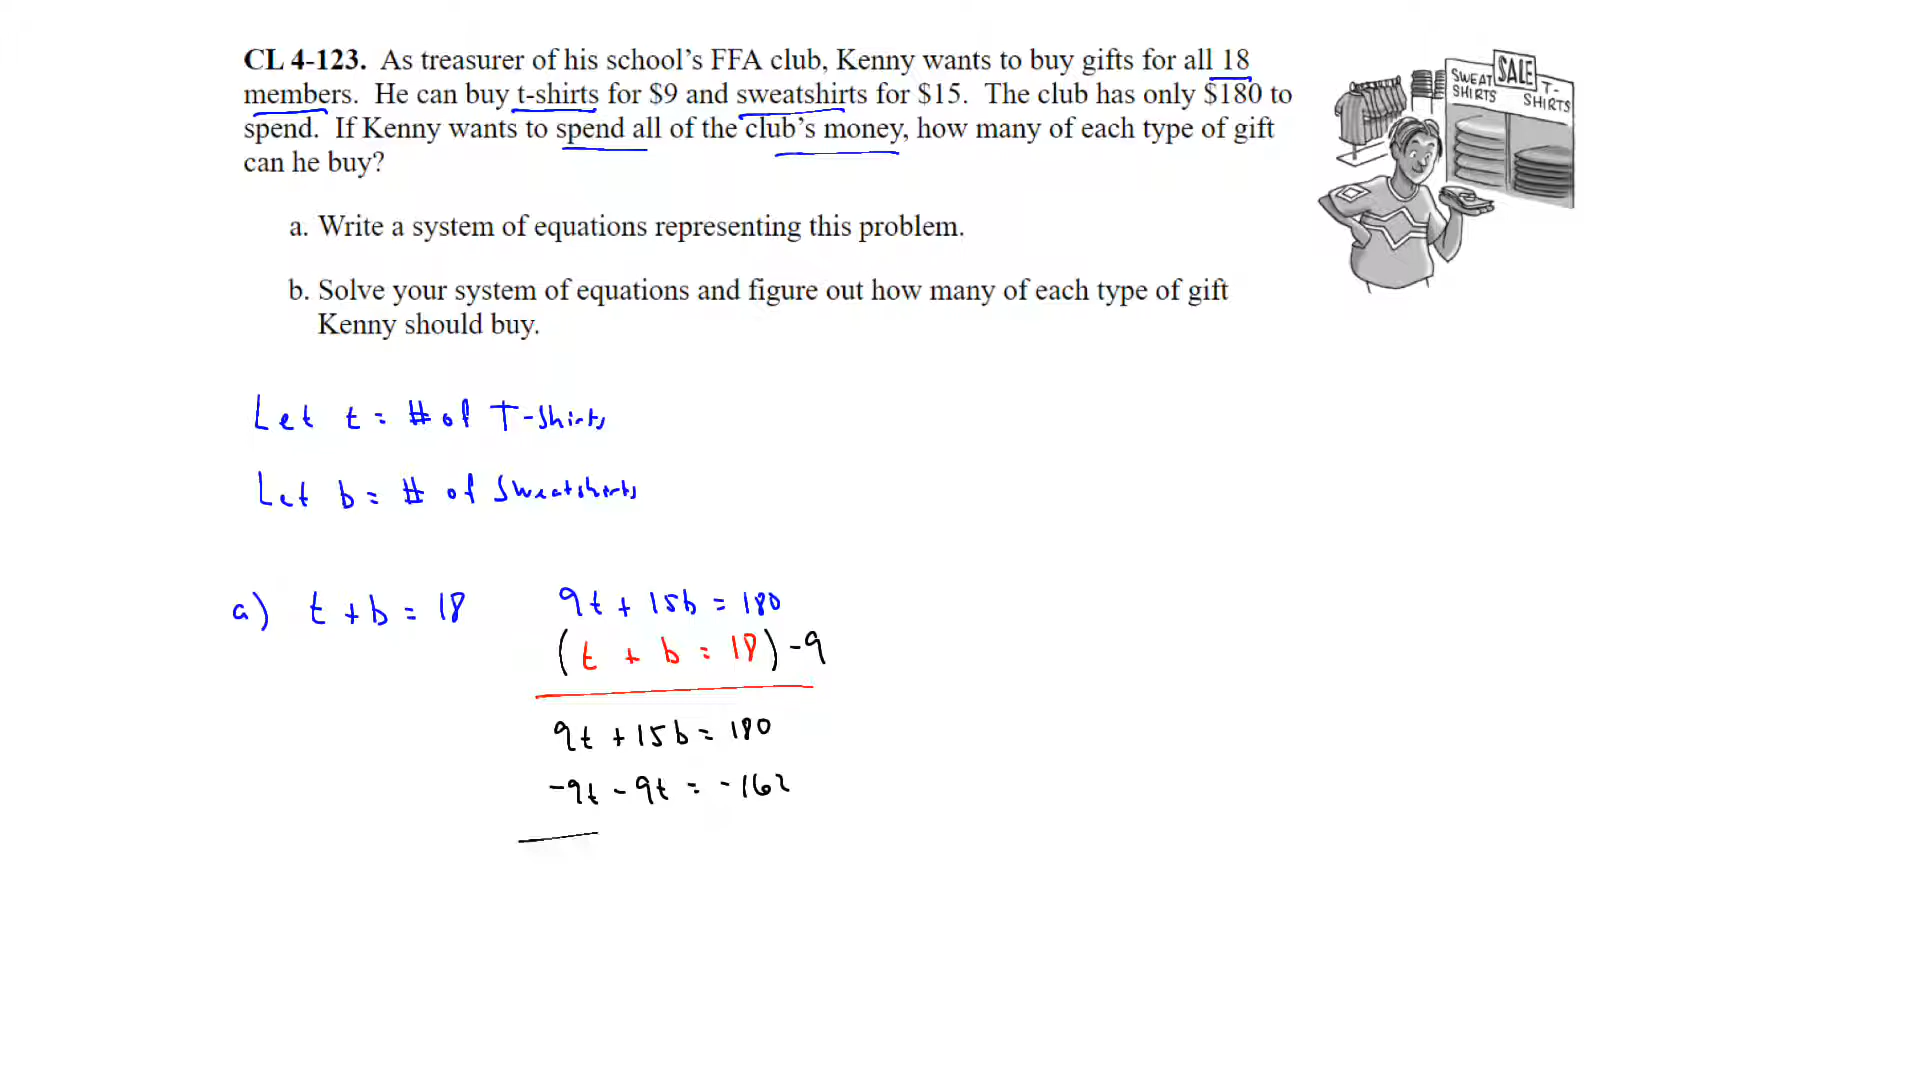 CL 4-123. As treasurer of his school's FFA club, Kenny wants to buy gifts for all 18
members. He can buy t-shirts for $9 and sweatshirts for $15. The club has only $180 to
spend. If Kenny wants to spend all of the club's money, how many of each type of gift
can he buy?
SALE
SWEAT
SHIRTS
T-
SHIRTS
a. Write a system of equations representing this problem.
b. Solve your system of equations and figure out how many of each type of gift
Kenny should buy.
Let t = # of T-Shirts
Let b = # of Sweatshirts
a) t + b = 18
9t + 15b = 180
(t + b = 18) -9
9t + 15b = 180
-9t - 9t = -162